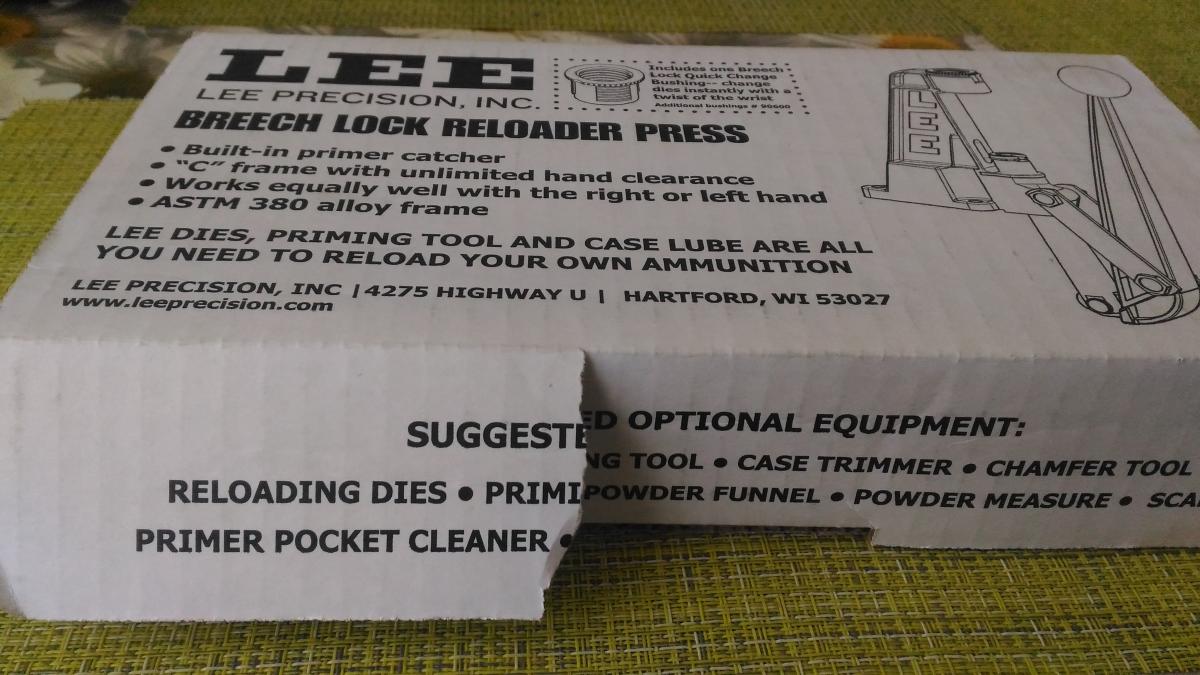 LEE
LEE PRECISION, INC.
Includes one Breech
Lock Quick Change
Bushing-- change
dies instantly with a
twist of the wrist
Additional bushings # 90600
BREECH LOCK RELOADER PRESS
• Built-in primer catcher
• "C" frame with unlimited hand clearance
• Works equally well with the right or left hand
• ASTM 380 alloy frame
LEE DIES, PRIMING TOOL AND CASE LUBE ARE ALL
YOU NEED TO RELOAD YOUR OWN AMMUNITION
LEE PRECISION, INC | 4275 HIGHWAY U | HARTFORD, WI 53027
www.leeprecision.com
LEE
SUGGESTED OPTIONAL EQUIPMENT:
RELOADING DIES • PRIMING TOOL • CASE TRIMMER • CHAMFER TOOL
PRIMER POCKET CLEANER • POWDER FUNNEL • POWDER MEASURE •